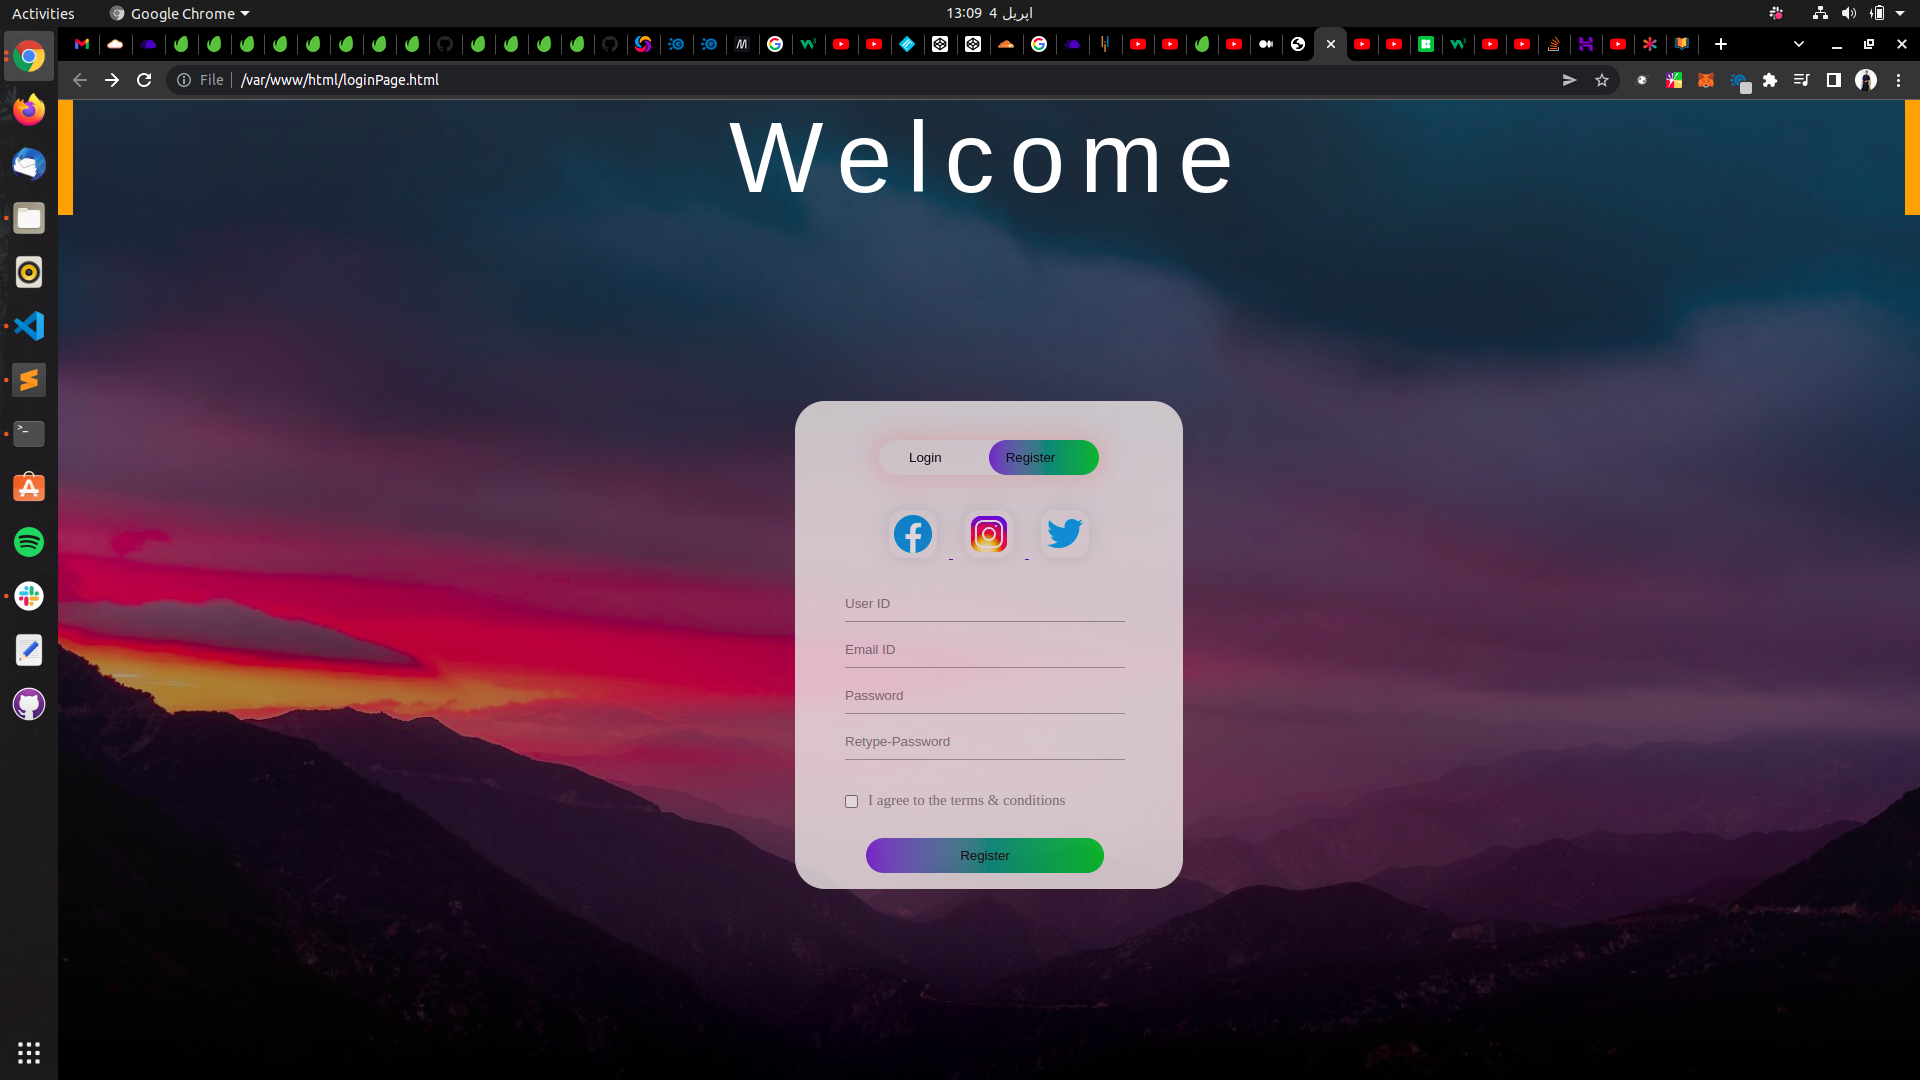 Activities
Google Chrome
13:09 4 اپریل
File
/var/www/html/loginPage.html
Welcome
Login
Register
User ID
Email ID
Password
Retype-Password
I agree to the terms & conditions
Register